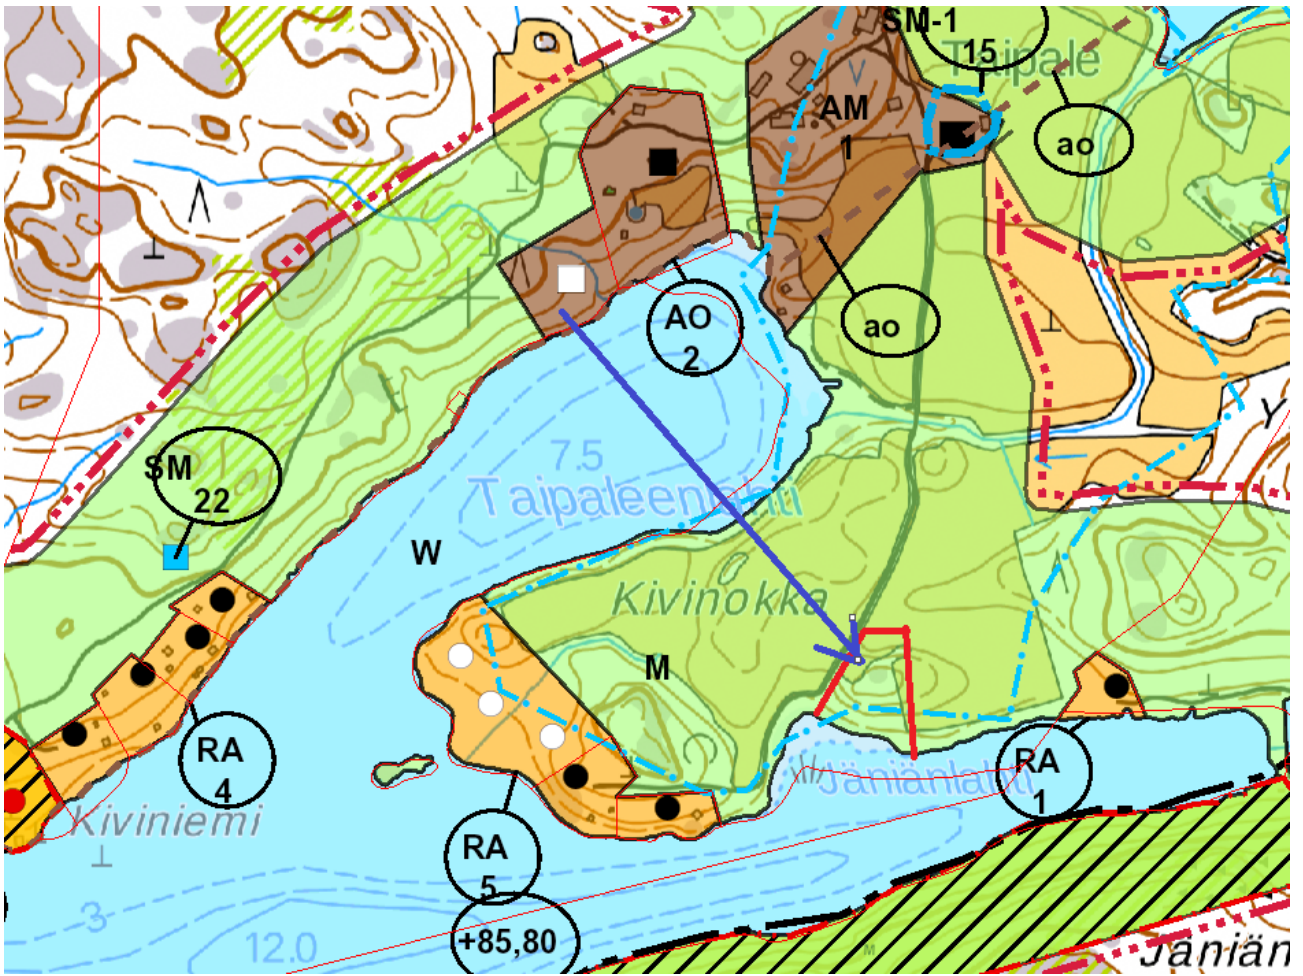 SM-1
15
Taipale
AM
1
ao
AO
2
ao
SM
22
7.5
Taipaleenlahti
W
Y
Kivinokka
M
RA
4
RA
1
Jäniänlahti
Kiviniemi
RA
5
3
12.0
+85,80
M
Jäniän